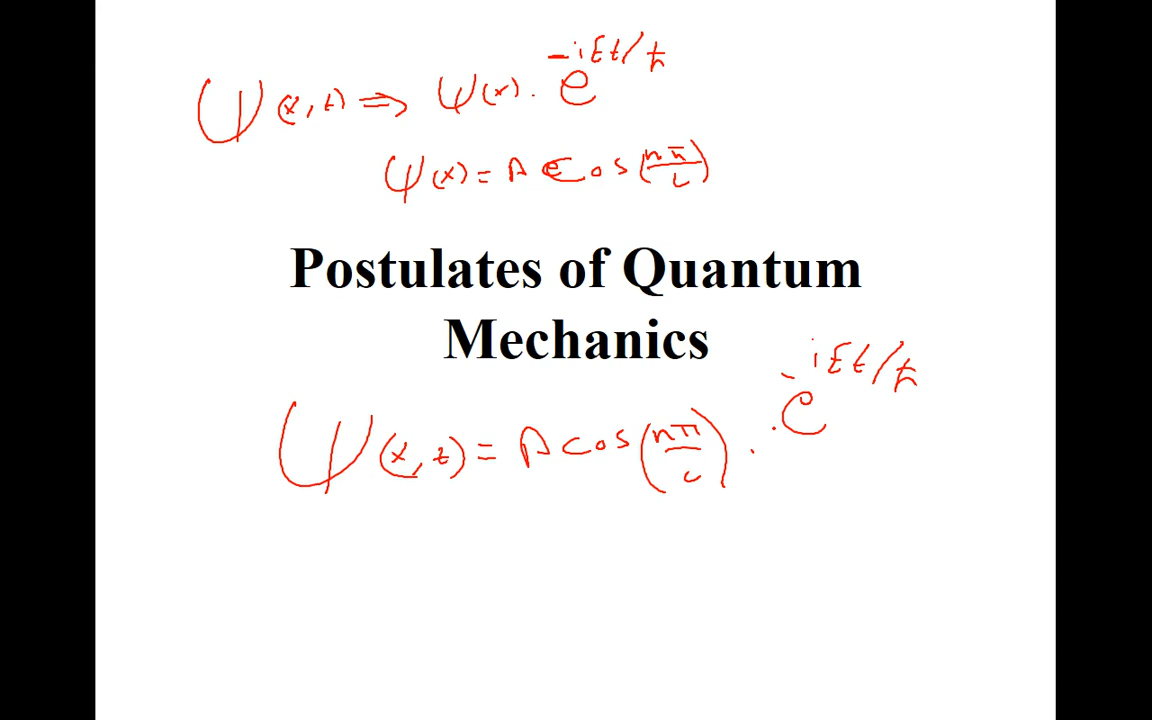 ψ(x,t) ⇒ ψ(x) · e^{-iEt/ħ}
ψ(x) = A cos(nπ/L)
Postulates of Quantum
Mechanics
ψ(x,t) = A cos(nπ/L) · e^{-iEt/ħ}